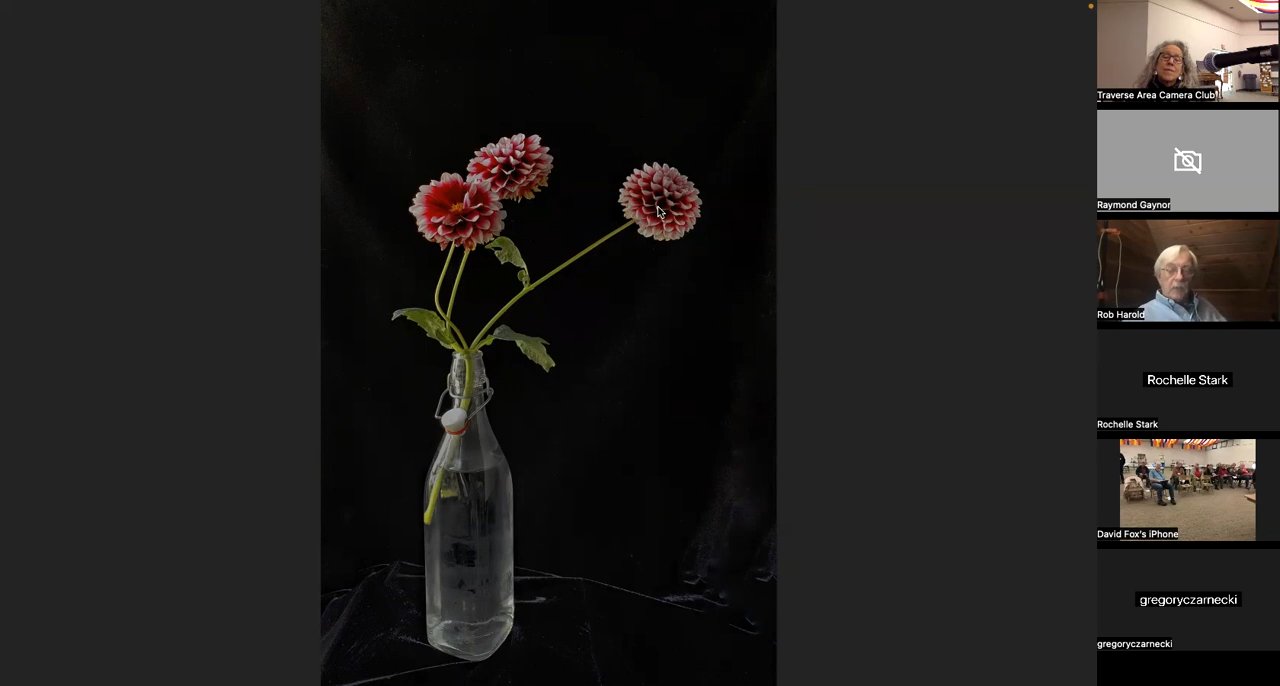 Traverse Area Camera Club
Raymond Gaynor
Rob Harold
Rochelle Stark
Rochelle Stark
David Fox's iPhone
gregoryczarnecki
gregoryczarnecki